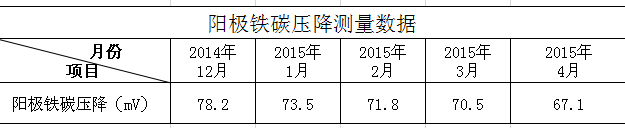 阳极铁碳压降测量数据
月份
项目
2014年
12月
2015年
1月
2015年
2月
2015年
3月
2015年
4月
阳极铁碳压降（mV） 78.2 73.5 71.8 70.5 67.1